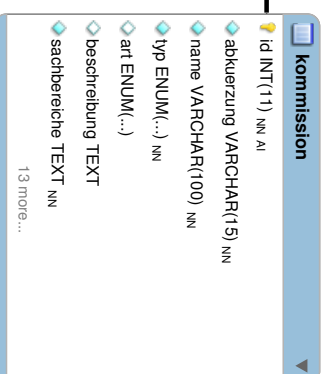 kommission
id INT(11) NN AI
abkuerzung VARCHAR(15) NN
name VARCHAR(100) NN
typ ENUM(...) NN
art ENUM(...)
beschreibung TEXT
sachbereiche TEXT NN
13 more...